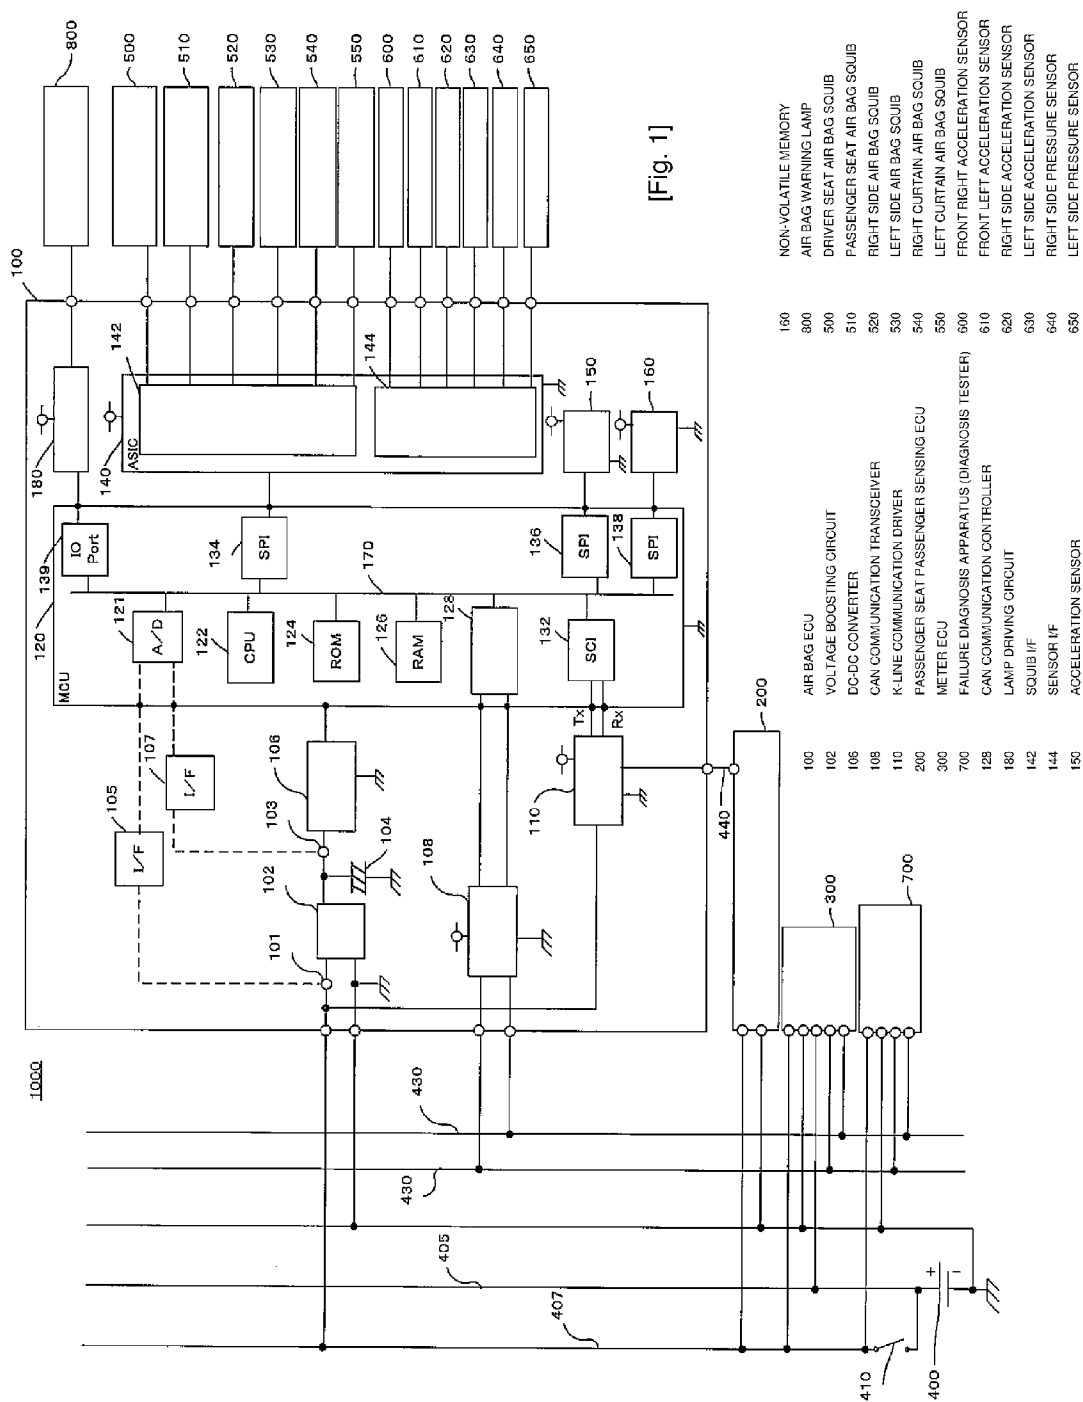 1000
100
800
500
510
520
530
540
550
600
610
620
630
640
650
180
140
142
ASIC
144
150
160
120
MCU
139
IO
Port
134
SPI
136
SPI
138
SPI
121
A/D
122
CPU
124
ROM
170
126
RAM
128
132
SCI
Tx
Rx
105
I/F
107
I/F
106
103
104
102
101
108
110
440
200
300
700
430
430
405
407
410
400
+
-
[Fig. 1]
100 AIR BAG ECU
102 VOLTAGE BOOSTING CIRCUIT
106 DC-DC CONVERTER
108 CAN COMMUNICATION TRANSCEIVER
110 K-LINE COMMUNICATION DRIVER
200 PASSENGER SEAT PASSENGER SENSING ECU
300 METER ECU
700 FAILURE DIAGNOSIS APPARATUS (DIAGNOSIS TESTER)
128 CAN COMMUNICATION CONTROLLER
180 LAMP DRIVING CIRCUIT
142 SQUIB I/F
144 SENSOR I/F
150 ACCELERATION SENSOR
160 NON-VOLATILE MEMORY
800 AIR BAG WARNING LAMP
500 DRIVER SEAT AIR BAG SQUIB
510 PASSENGER SEAT AIR BAG SQUIB
520 RIGHT SIDE AIR BAG SQUIB
530 LEFT SIDE AIR BAG SQUIB
540 RIGHT CURTAIN AIR BAG SQUIB
550 LEFT CURTAIN AIR BAG SQUIB
600 FRONT RIGHT ACCELERATION SENSOR
610 FRONT LEFT ACCELERATION SENSOR
620 RIGHT SIDE ACCELERATION SENSOR
630 LEFT SIDE ACCELERATION SENSOR
640 RIGHT SIDE PRESSURE SENSOR
650 LEFT SIDE PRESSURE SENSOR